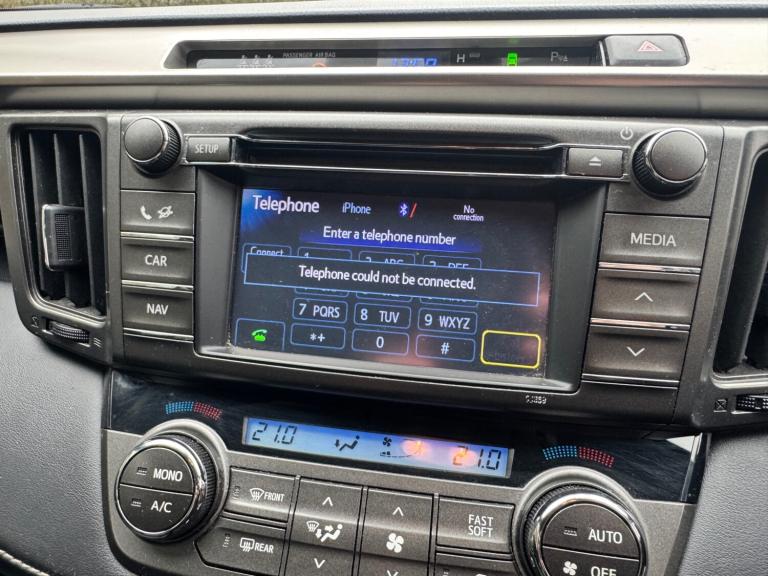 PASSENGER AIR BAG
H
P
SETUP
Telephone iPhone No connection
Enter a telephone number
Telephone could not be connected.
7 PQRS 8 TUV 9 WXYZ
*+ 0 #
CAR
NAV
MEDIA
21.0 21.0
MONO
A/C
FRONT
REAR
FAST
SOFT
AUTO
OFF